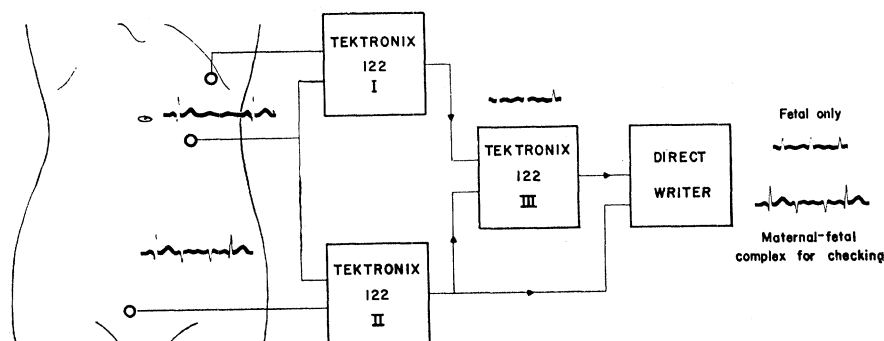 TEKTRONIX
122
I
TEKTRONIX
122
III
TEKTRONIX
122
II
DIRECT
WRITER
Fetal only
Maternal-fetal
complex for checking